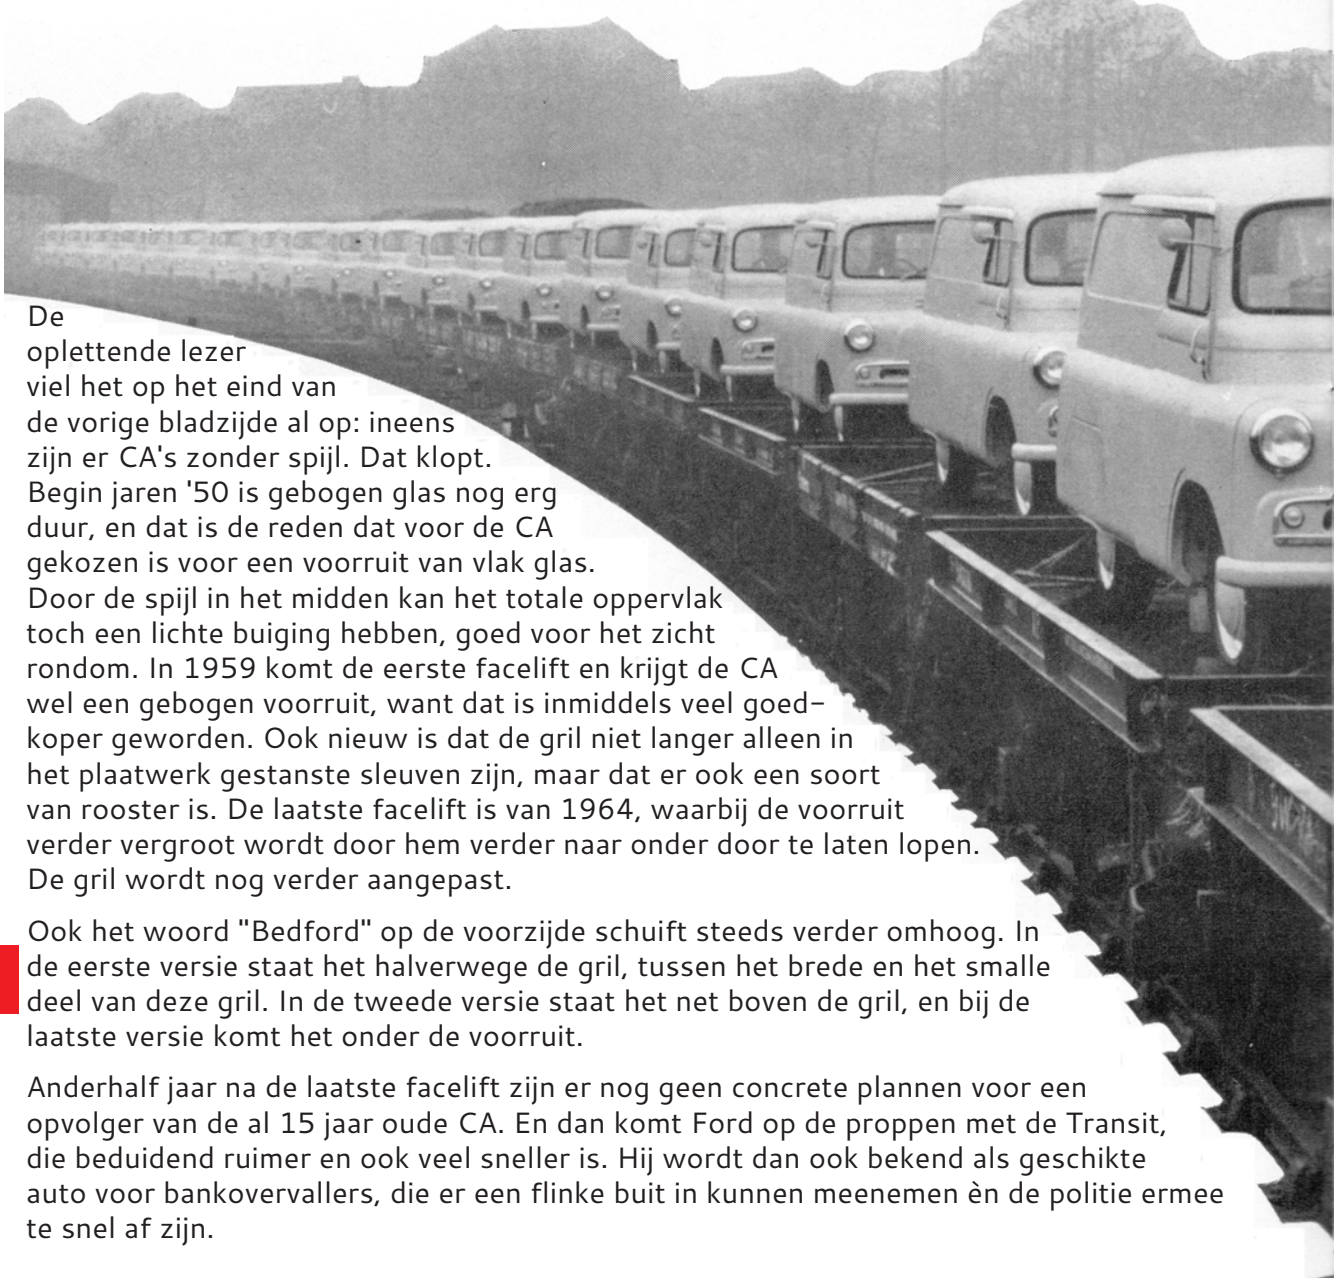 De
oplettende lezer
viel het op het eind van
de vorige bladzijde al op: ineens
zijn er CA's zonder spijl. Dat klopt.
Begin jaren '50 is gebogen glas nog erg
duur, en dat is de reden dat voor de CA
gekozen is voor een voorruit van vlak glas.
Door de spijl in het midden kan het totale oppervlak
toch een lichte buiging hebben, goed voor het zicht
rondom. In 1959 komt de eerste facelift en krijgt de CA
wel een gebogen voorruit, want dat is inmiddels veel goed-
koper geworden. Ook nieuw is dat de gril niet langer alleen in
het plaatwerk gestanste sleuven zijn, maar dat er ook een soort
van rooster is. De laatste facelift is van 1964, waarbij de voorruit
verder vergroot wordt door hem verder naar onder door te laten lopen.
De gril wordt nog verder aangepast.
Ook het woord "Bedford" op de voorzijde schuift steeds verder omhoog. In
de eerste versie staat het halverwege de gril, tussen het brede en het smalle
deel van deze gril. In de tweede versie staat het net boven de gril, en bij de
laatste versie komt het onder de voorruit.
Anderhalf jaar na de laatste facelift zijn er nog geen concrete plannen voor een
opvolger van de al 15 jaar oude CA. En dan komt Ford op de proppen met de Transit,
die beduidend ruimer en ook veel sneller is. Hij wordt dan ook bekend als geschikte
auto voor bankovervallers, die er een flinke buit in kunnen meenemen èn de politie ermee
te snel af zijn.